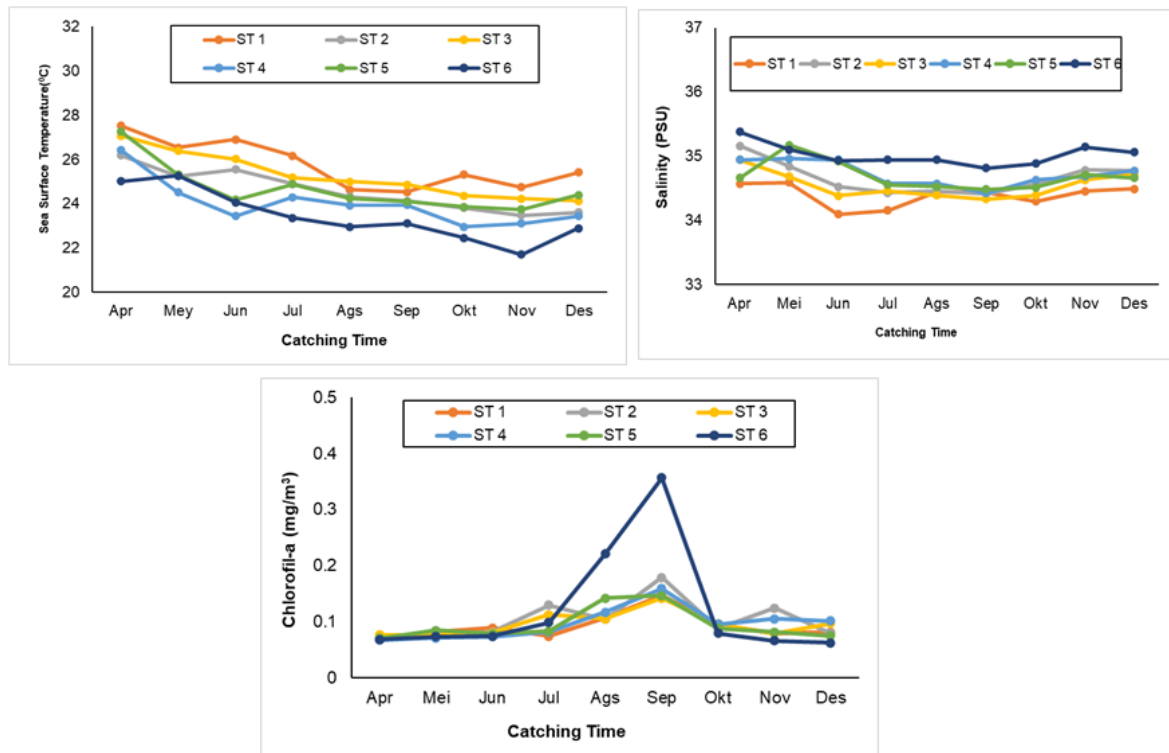 32
30
28
26
24
22
20
Sea Surface Temperature(⁰C)
ST 1 ST 2 ST 3
ST 4 ST 5 ST 6
Apr Mey Jun Jul Ags Sep Okt Nov Des
Catching Time
37
36
35
34
33
Salinity (PSU)
ST 1 ST 2 ST 3 ST 4 ST 5 ST 6
Apr Mei Jun Jul Ags Sep Okt Nov Des
Catching Time
0.5
0.4
0.3
0.2
0.1
0
Chlorofil-a (mg/m³)
ST 1 ST 2 ST 3
ST 4 ST 5 ST 6
Apr Mei Jun Jul Ags Sep Okt Nov Des
Catching Time